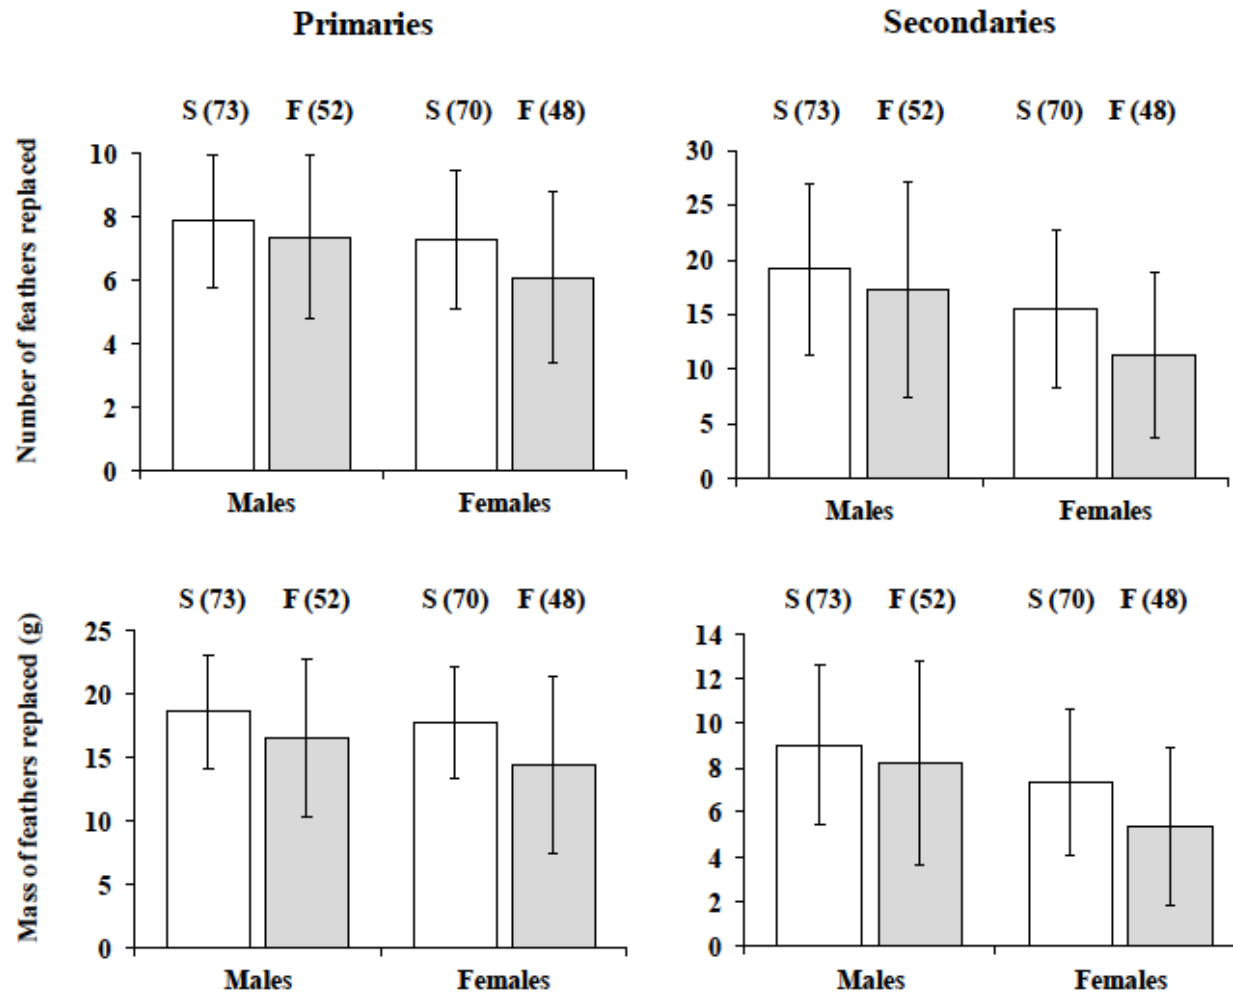 Primaries
Secondaries
S (73) F (52) S (70) F (48)
S (73) F (52) S (70) F (48)
Number of feathers replaced
10
8
6
4
2
0
Males Females
30
25
20
15
10
5
0
Males Females
S (73) F (52) S (70) F (48)
S (73) F (52) S (70) F (48)
Mass of feathers replaced (g)
25
20
15
10
5
0
Males Females
14
12
10
8
6
4
2
0
Males Females